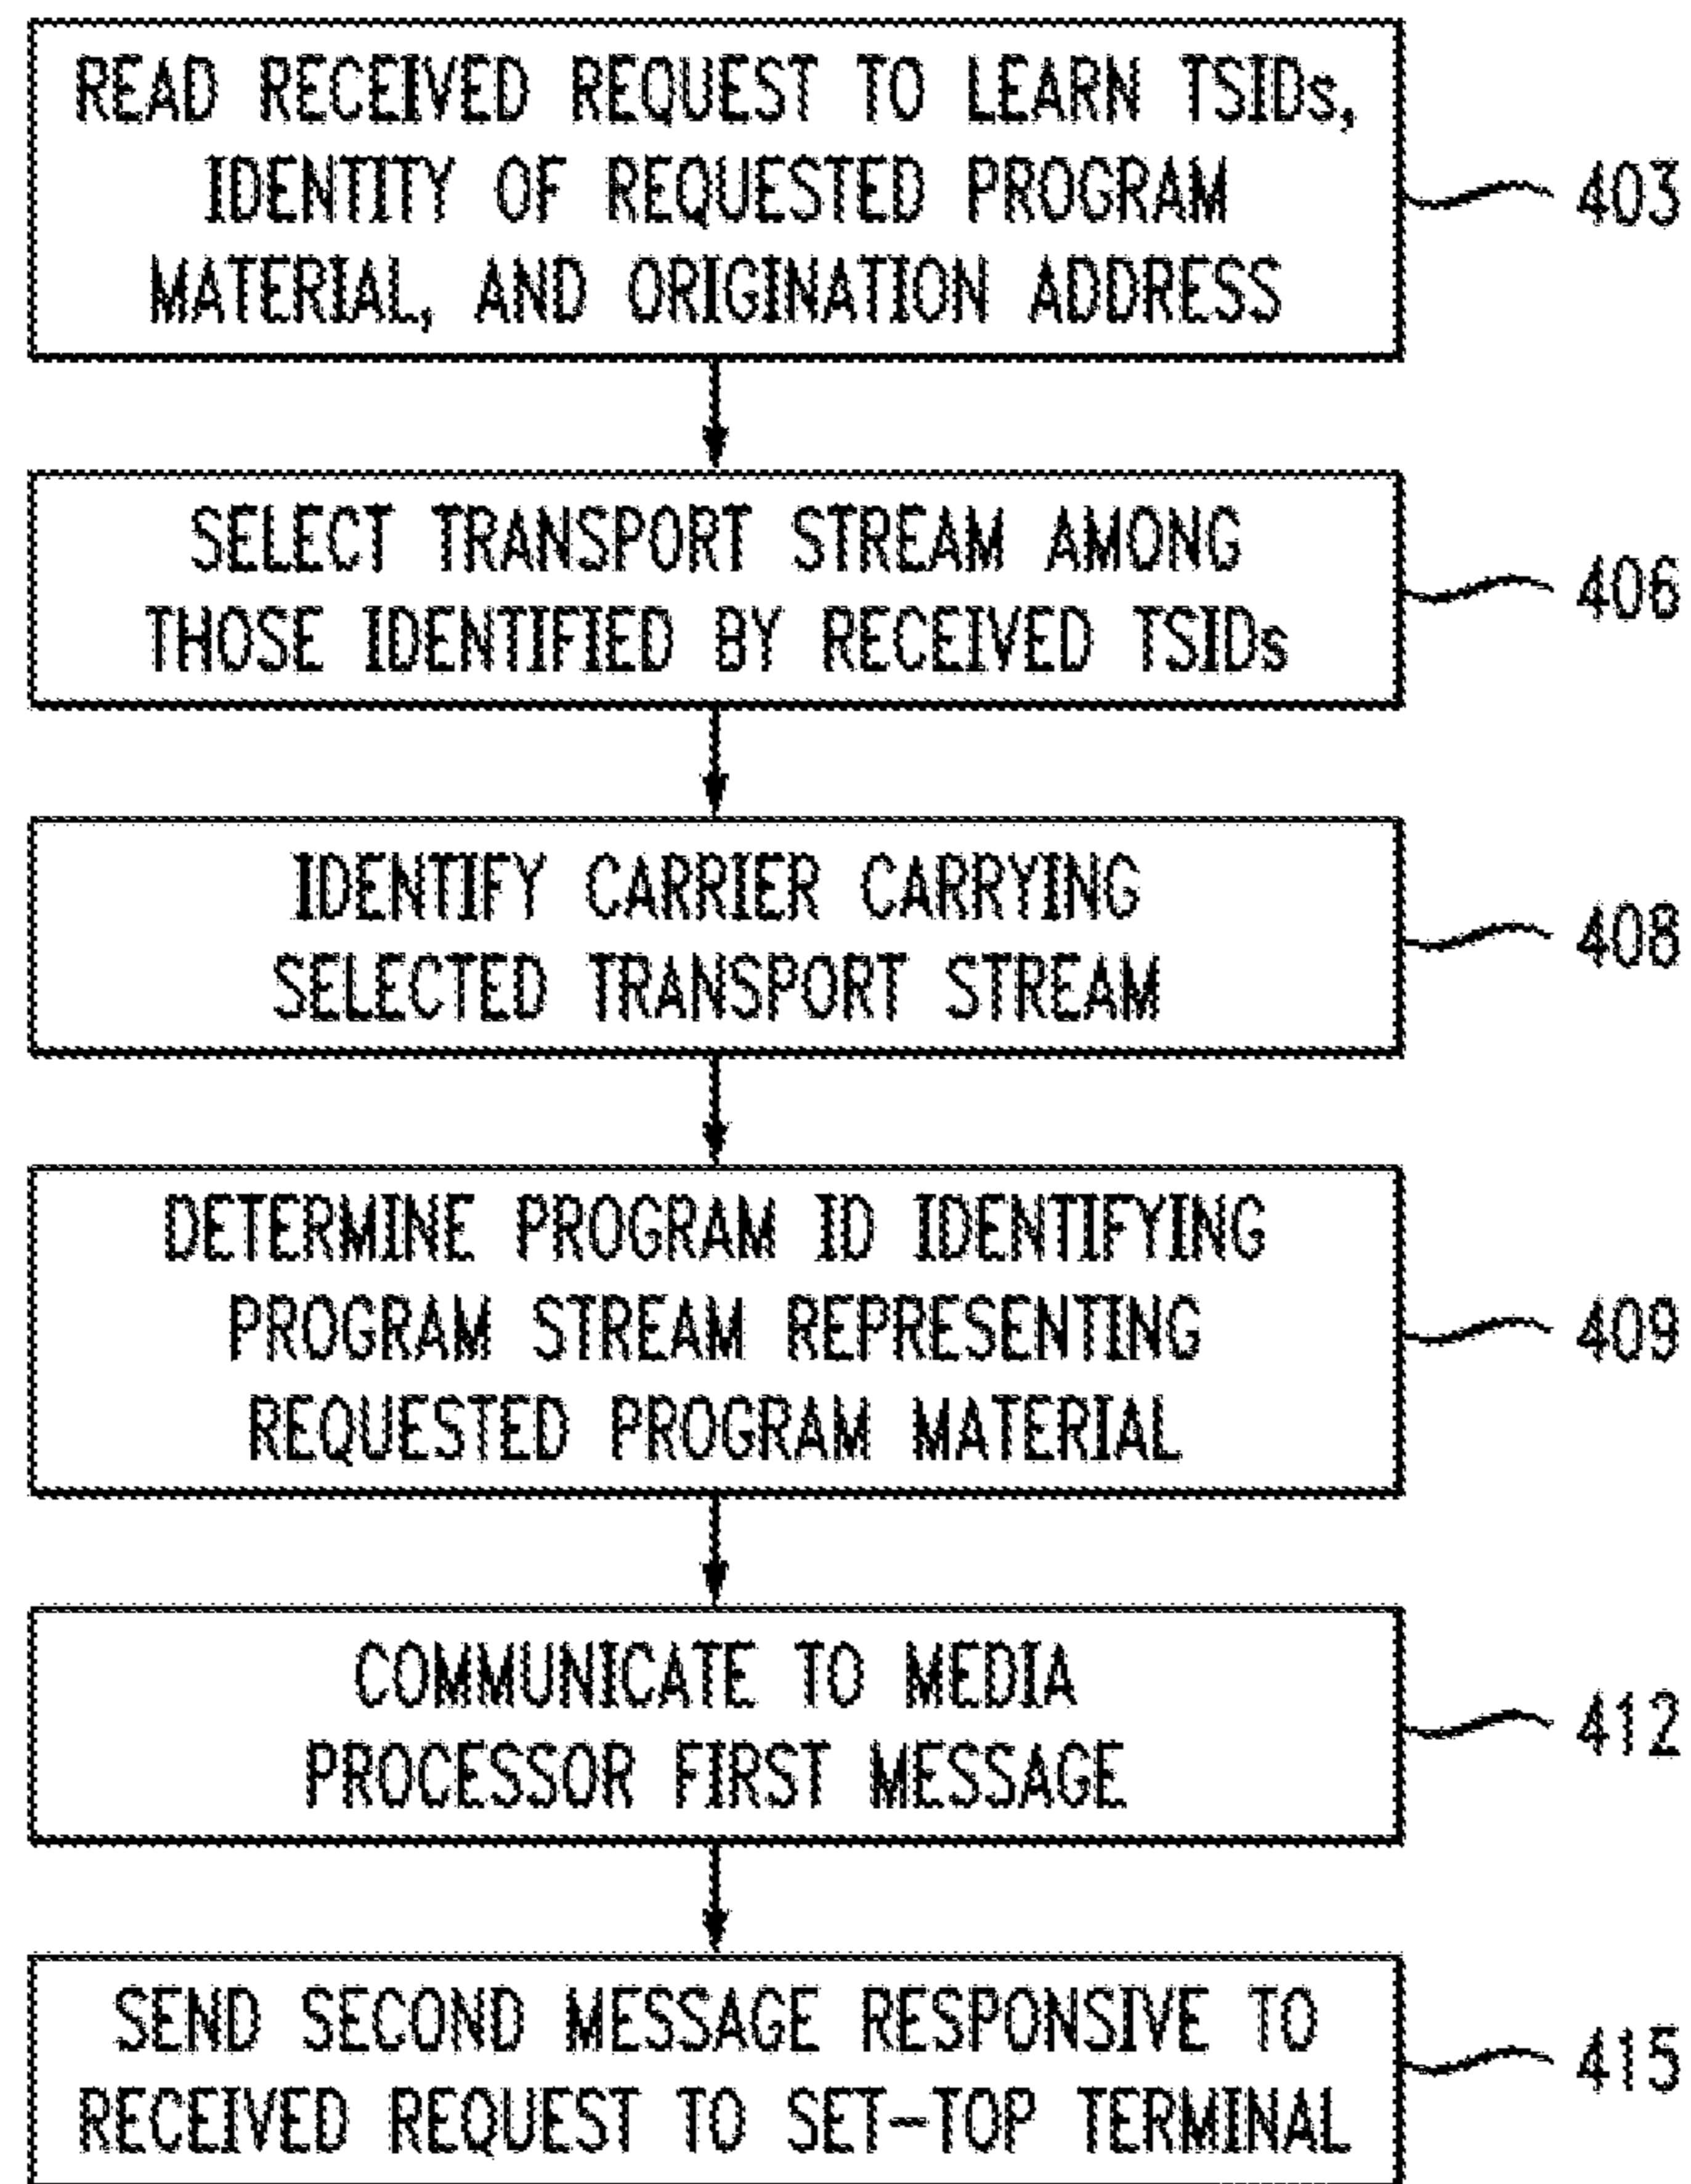 READ RECEIVED REQUEST TO LEARN TSIDs,
IDENTITY OF REQUESTED PROGRAM
MATERIAL, AND ORIGINATION ADDRESS
403
SELECT TRANSPORT STREAM AMONG
THOSE IDENTIFIED BY RECEIVED TSIDs
406
IDENTIFY CARRIER CARRYING
SELECTED TRANSPORT STREAM
408
DETERMINE PROGRAM ID IDENTIFYING
PROGRAM STREAM REPRESENTING
REQUESTED PROGRAM MATERIAL
409
COMMUNICATE TO MEDIA
PROCESSOR FIRST MESSAGE
412
SEND SECOND MESSAGE RESPONSIVE TO
RECEIVED REQUEST TO SET-TOP TERMINAL
415